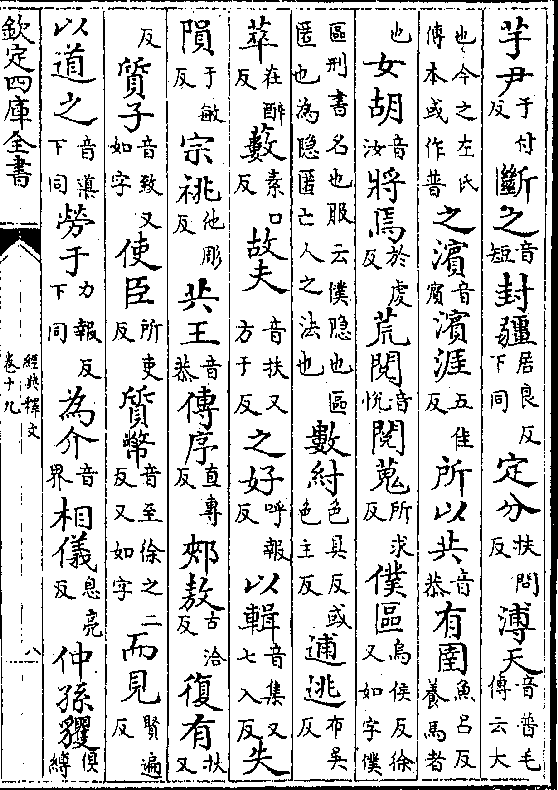 芋尹于付反斷之音短封疆居良反下同定分扶問反溥天音普毛傳云大
也今之左氏傳本或作普之濱音賓濱涯五佳反所以共音恭有圉魚吕反養馬者
也女胡音汝將焉於虔反荒閱音悅閱蒐所求反僕區烏侯反徐又如字僕
區刑書名也服云僕隱也區匿也為隱匿亡人之法也數紂色具反或色主反逋逃布吳反
萃在醉反藪素口反故夫音扶又方于反之好呼報反以輯音集又七入反失
隕于敏反宗祧他彫反共王音恭傳序直專反郟敖古洽反復有扶又
反質子音致又如字使臣所吏反質幣音至徐之二反又如字而見賢遍反
以道之音導下同勞于力報反下同為介音界相儀息亮反仲孫貜俱縛
欽定四庫全書
經典釋文
卷十九
八